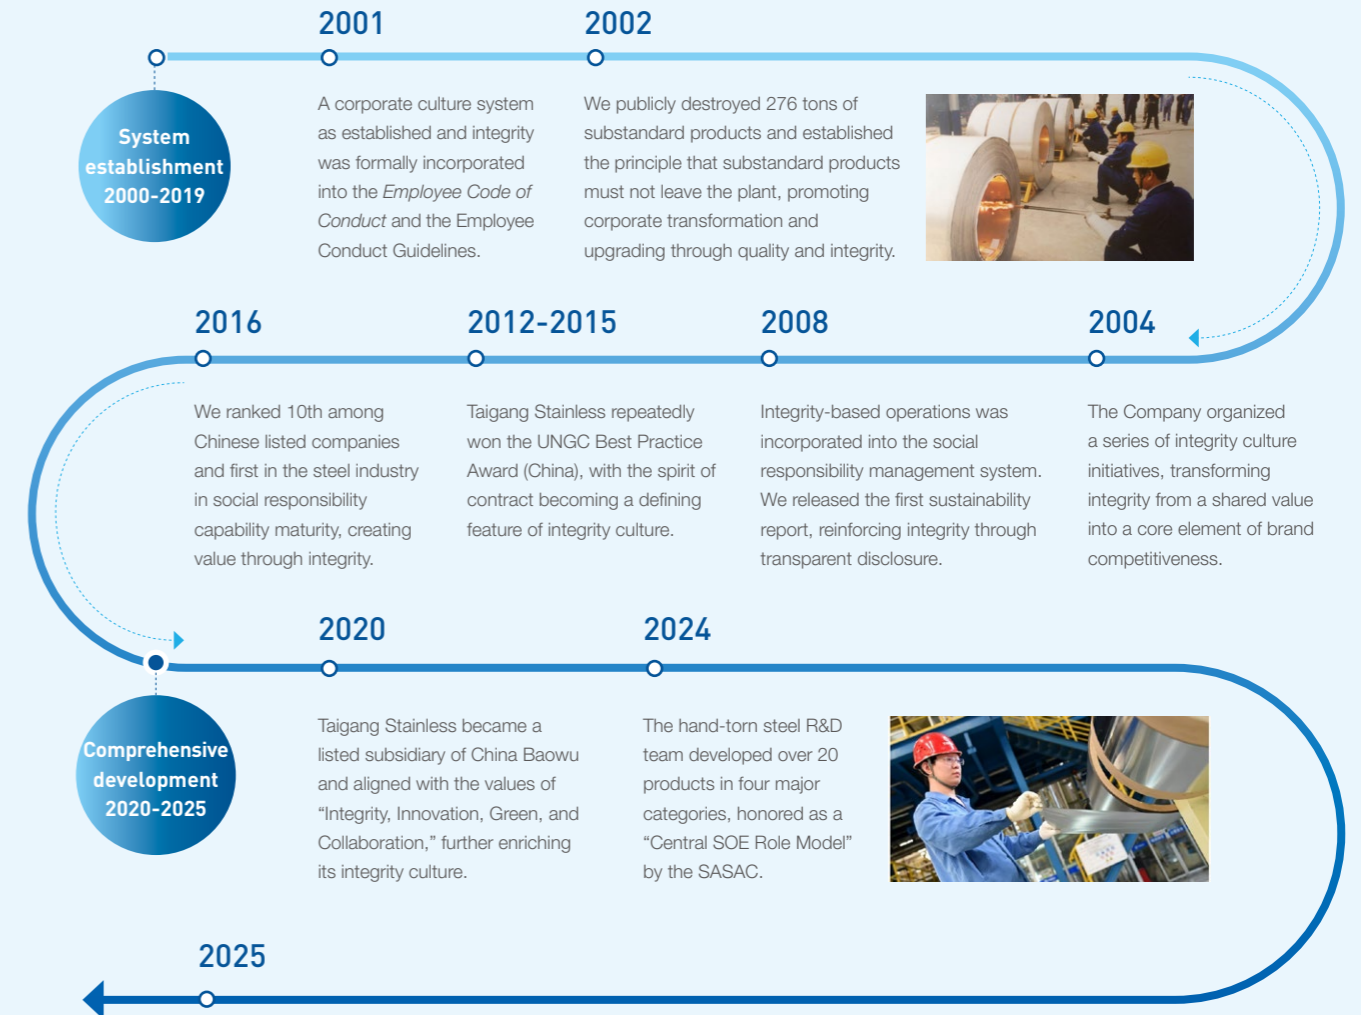 2001
2002
System
establishment
2000-2019
A corporate culture system
as established and integrity
was formally incorporated
into the Employee Code of
Conduct and the Employee
Conduct Guidelines.
We publicly destroyed 276 tons of
substandard products and established
the principle that substandard products
must not leave the plant, promoting
corporate transformation and
upgrading through quality and integrity.
2004
The Company organized
a series of integrity culture
initiatives, transforming
integrity from a shared value
into a core element of brand
competitiveness.
2008
Integrity-based operations was
incorporated into the social
responsibility management system.
We released the first sustainability
report, reinforcing integrity through
transparent disclosure.
2012-2015
Taigang Stainless repeatedly
won the UNGC Best Practice
Award (China), with the spirit of
contract becoming a defining
feature of integrity culture.
2016
We ranked 10th among
Chinese listed companies
and first in the steel industry
in social responsibility
capability maturity, creating
value through integrity.
Comprehensive
development
2020-2025
2020
Taigang Stainless became a
listed subsidiary of China Baowu
and aligned with the values of
“Integrity, Innovation, Green, and
Collaboration,” further enriching
its integrity culture.
2024
The hand-torn steel R&D
team developed over 20
products in four major
categories, honored as a
“Central SOE Role Model”
by the SASAC.
2025